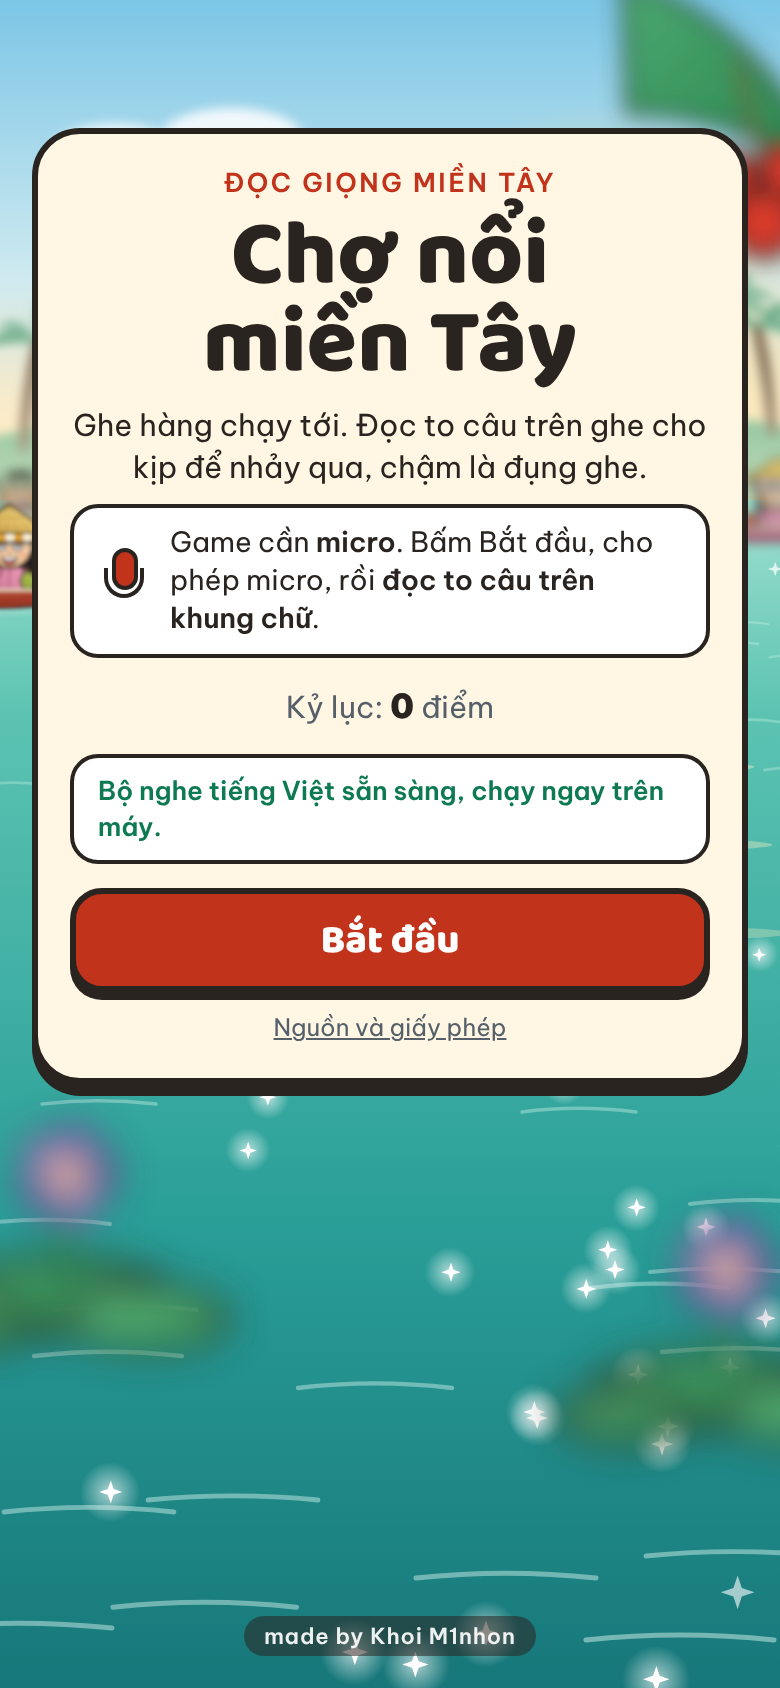 ĐỌC GIỌNG MIỀN TÂY
Chợ nổi
miền Tây
Ghe hàng chạy tới. Đọc to câu trên ghe cho
kịp để nhảy qua, chậm là đụng ghe.
Game cần micro. Bấm Bắt đầu, cho
phép micro, rồi đọc to câu trên
khung chữ.
Kỷ lục: 0 điểm
Bộ nghe tiếng Việt sẵn sàng, chạy ngay trên
máy.
Bắt đầu
Nguồn và giấy phép
made by Khoi M1nhon